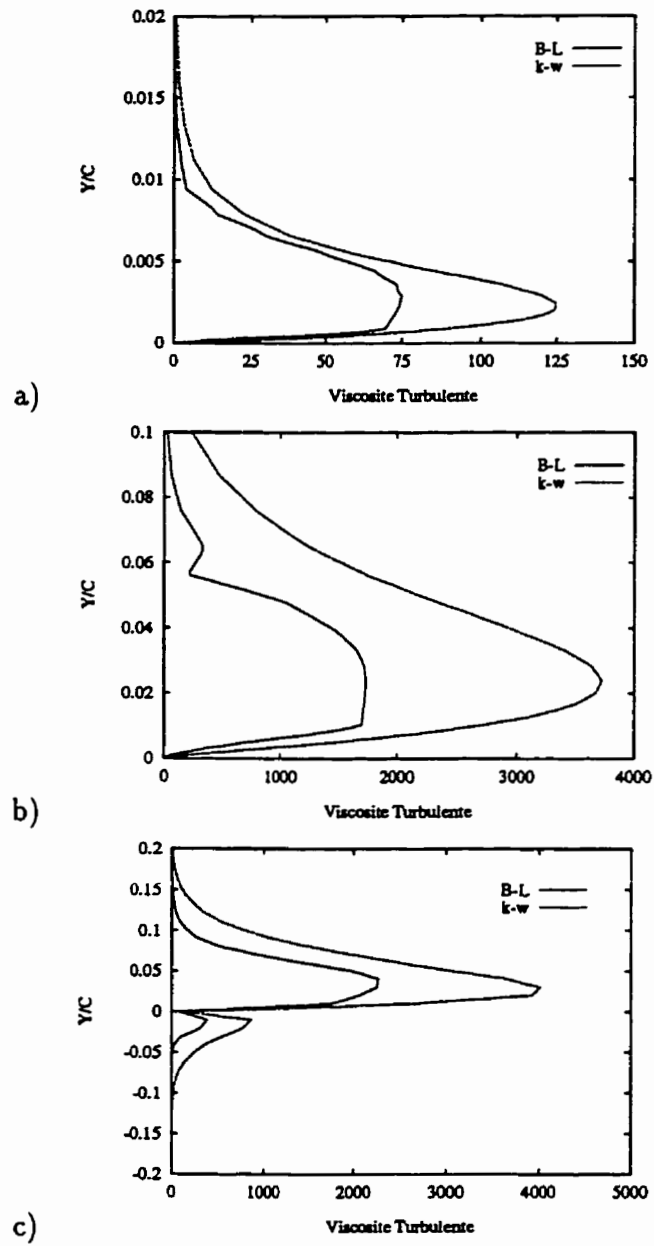 0.02
B-L
k-w
0.015
Y/C
0.01
0.005
0
0 25 50 75 100 125 150
Viscosite Turbulente
a)
0.1
B-L
k-w
0.08
0.06
Y/C
0.04
0.02
0
0 1000 2000 3000 4000
Viscosite Turbulente
b)
0.2
B-L
k-w
0.15
0.1
0.05
Y/C
0
-0.05
-0.1
-0.15
-0.2
0 1000 2000 3000 4000 5000
Viscosite Turbulente
c)